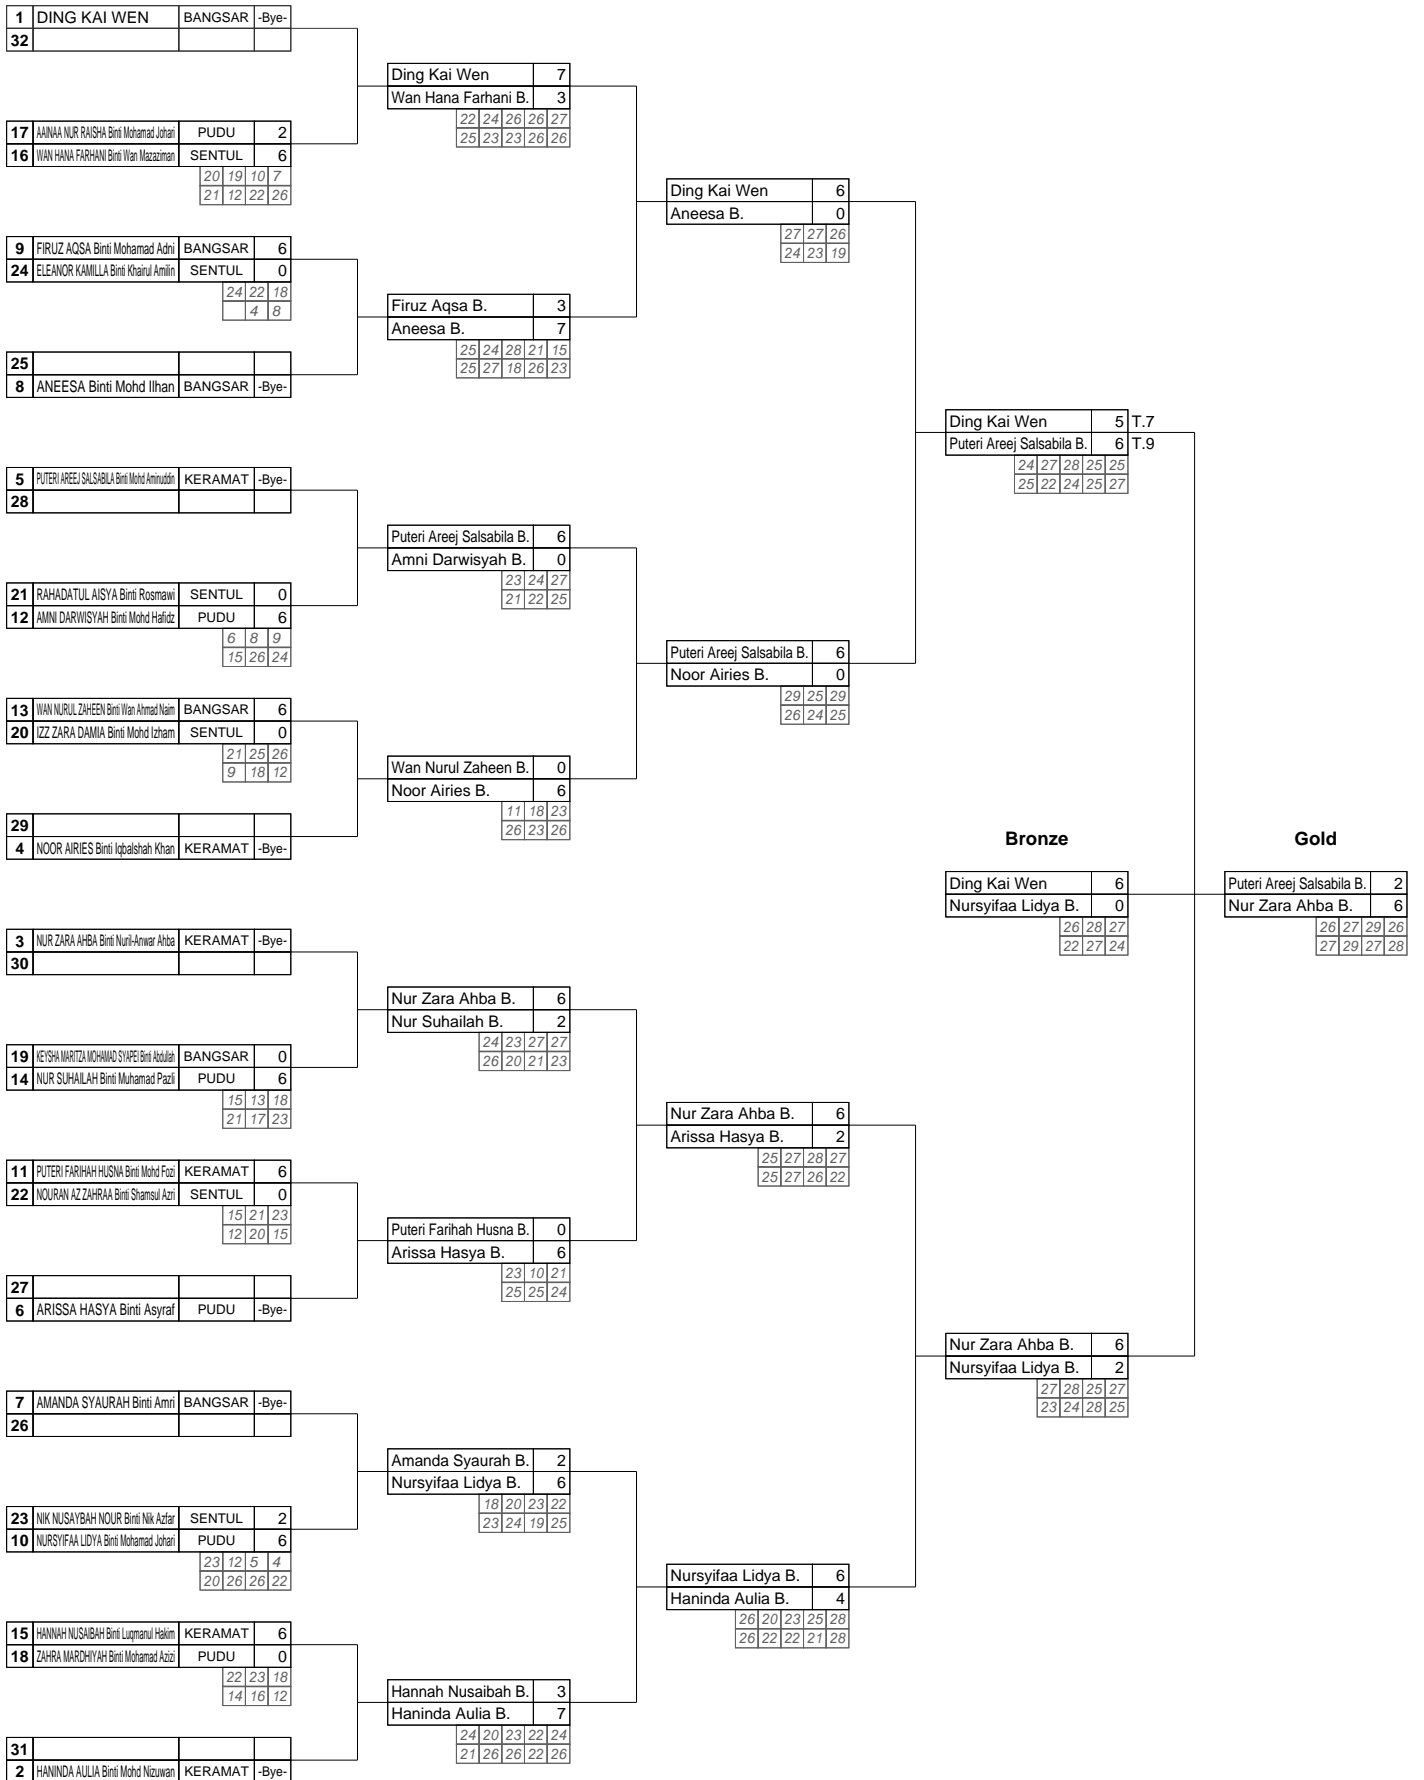 1 DING KAI WEN BANGSAR -Bye-
32
17 AAINAA NUR RAISHA Binti Mohamad Johari PUDU 2
16 WAN HANA FARHANI Binti Wan Mazaziman SENTUL 6
20 19 10 7
21 12 22 26
9 FIRUZ AQSA Binti Mohamad Adni BANGSAR 6
24 ELEANOR KAMILLA Binti Khairul Amilin SENTUL 0
24 22 18
4 8
25
8 ANEESA Binti Mohd Ilhan BANGSAR -Bye-
5 PUTERI AREEJ SALSABILA Binti Mohd Aminuddin KERAMAT -Bye-
28
21 RAHADATUL AISYA Binti Rosmawi SENTUL 0
12 AMNI DARWISYAH Binti Mohd Hafidz PUDU 6
6 8 9
15 26 24
13 WAN NURUL ZAHEEN Binti Wan Ahmad Naim BANGSAR 6
20 IZZ ZARA DAMIA Binti Mohd Izham SENTUL 0
21 25 26
9 18 12
29
4 NOOR AIRIES Binti Iqbalshah Khan KERAMAT -Bye-
3 NUR ZARA AHBA Binti Nuril-Anwar Ahba KERAMAT -Bye-
30
19 KEYSHA MARITZA MOHAMAD SYAPEI Binti Abdullah BANGSAR 0
14 NUR SUHAILAH Binti Muhamad Pazli PUDU 6
15 13 18
21 17 23
11 PUTERI FARIHAH HUSNA Binti Mohd Fozi KERAMAT 6
22 NOURAN AZ ZAHRAA Binti Shamsul Azri SENTUL 0
15 21 23
12 20 15
27
6 ARISSA HASYA Binti Asyraf PUDU -Bye-
7 AMANDA SYAURAH Binti Amri BANGSAR -Bye-
26
23 NIK NUSAYBAH NOUR Binti Nik Azfar SENTUL 2
10 NURSYIFAA LIDYA Binti Mohamad Johari PUDU 6
23 12 5 4
20 26 26 22
15 HANNAH NUSAIBAH Binti Luqmanul Hakim KERAMAT 6
18 ZAHRA MARDHIYAH Binti Mohamad Azizi PUDU 0
22 23 18
14 16 12
31
2 HANINDA AULIA Binti Mohd Nizuwan KERAMAT -Bye-
Ding Kai Wen 7
Wan Hana Farhani B. 3
22 24 26 26 27
25 23 23 26 26
Firuz Aqsa B. 3
Aneesa B. 7
25 24 28 21 15
25 27 18 26 23
Puteri Areej Salsabila B. 6
Amni Darwisyah B. 0
23 24 27
21 22 25
Wan Nurul Zaheen B. 0
Noor Airies B. 6
11 18 23
26 23 26
Nur Zara Ahba B. 6
Nur Suhailah B. 2
24 23 27 27
26 20 21 23
Puteri Farihah Husna B. 0
Arissa Hasya B. 6
23 10 21
25 25 24
Amanda Syaurah B. 2
Nursyifaa Lidya B. 6
18 20 23 22
23 24 19 25
Hannah Nusaibah B. 3
Haninda Aulia B. 7
24 20 23 22 24
21 26 26 22 26
Ding Kai Wen 6
Aneesa B. 0
27 27 26
24 23 19
Puteri Areej Salsabila B. 6
Noor Airies B. 0
29 25 29
26 24 25
Nur Zara Ahba B. 6
Arissa Hasya B. 2
25 27 28 27
25 27 26 22
Nursyifaa Lidya B. 6
Haninda Aulia B. 4
26 20 23 25 28
26 22 22 21 28
Ding Kai Wen 5 T.7
Puteri Areej Salsabila B. 6 T.9
24 27 28 25 25
25 22 24 25 27
Nur Zara Ahba B. 6
Nursyifaa Lidya B. 2
27 28 25 27
23 24 28 25
Bronze
Ding Kai Wen 6
Nursyifaa Lidya B. 0
26 28 27
22 27 24
Gold
Puteri Areej Salsabila B. 2
Nur Zara Ahba B. 6
26 27 29 26
27 29 27 28